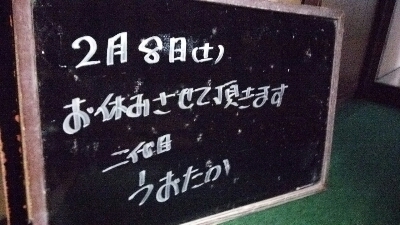 2月8日(土)
お休みさせて頂きます
二代目
うおたか